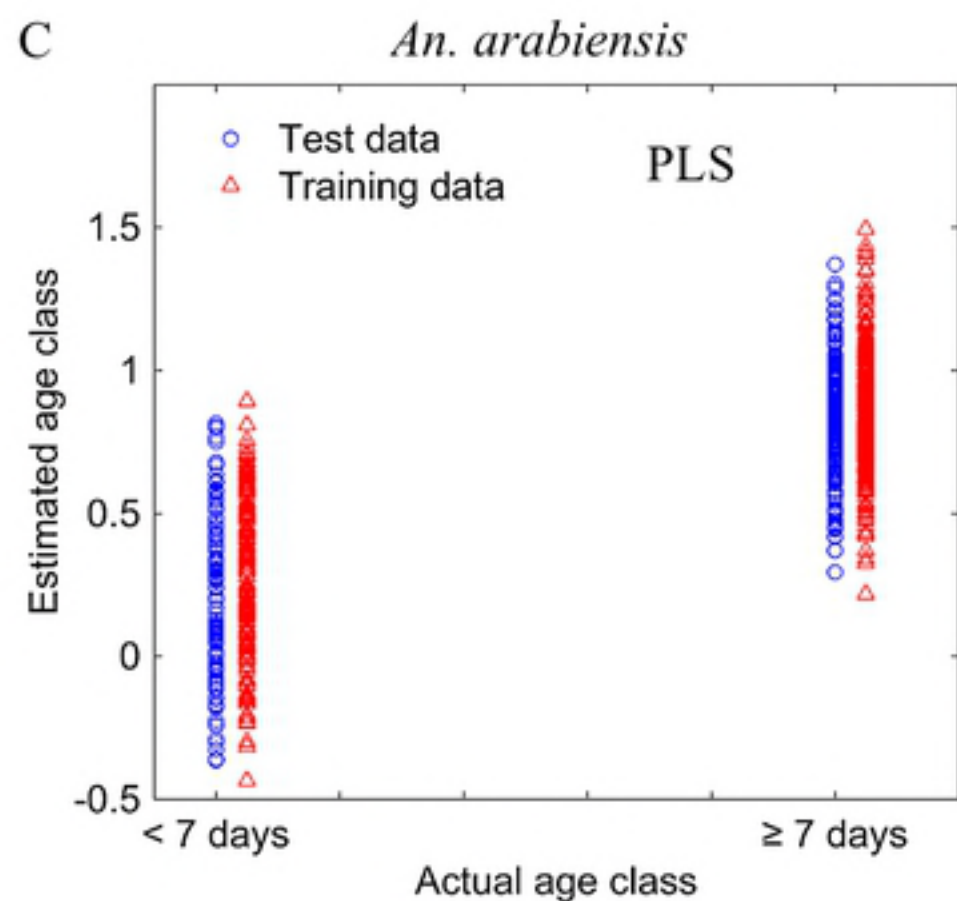 C
An. arabiensis
Test data
Training data
PLS
1.5
1
0.5
0
-0.5
Estimated age class
< 7 days
≥ 7 days
Actual age class